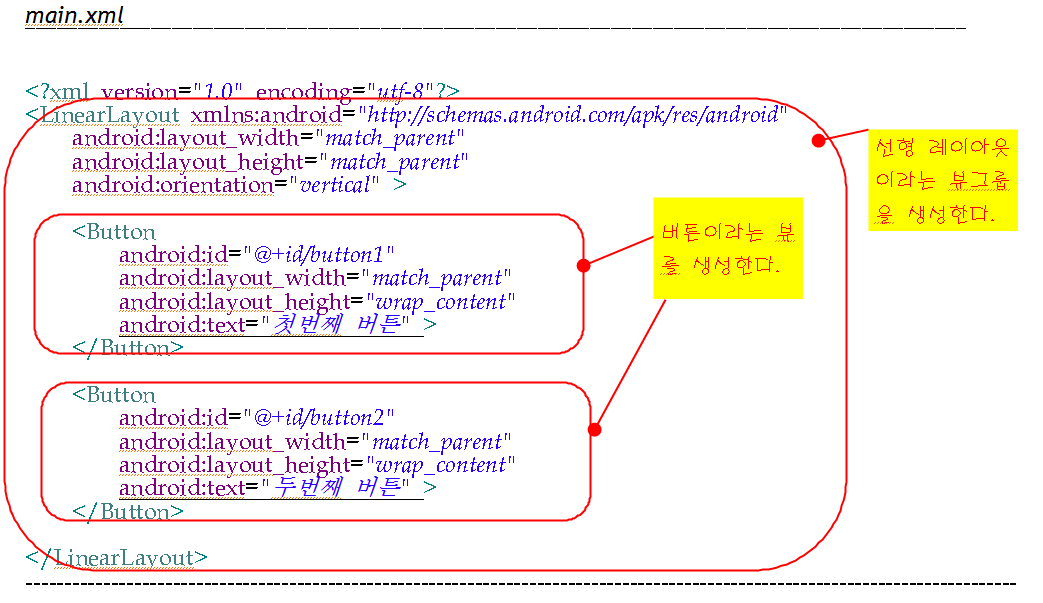 main.xml
<?xml version="1.0" encoding="utf-8"?>
<LinearLayout xmlns:android="http://schemas.android.com/apk/res/android"
android:layout_width="match_parent"
android:layout_height="match_parent"
android:orientation="vertical" >
선형 레이아웃
이라는 뷰그룹
을 생성한다.
<Button
android:id="@+id/button1"
android:layout_width="match_parent"
android:layout_height="wrap_content"
android:text="첫번째 버튼" >
</Button>
버튼이라는 뷰
를 생성한다.
<Button
android:id="@+id/button2"
android:layout_width="match_parent"
android:layout_height="wrap_content"
android:text="두번째 버튼" >
</Button>
</LinearLayout>